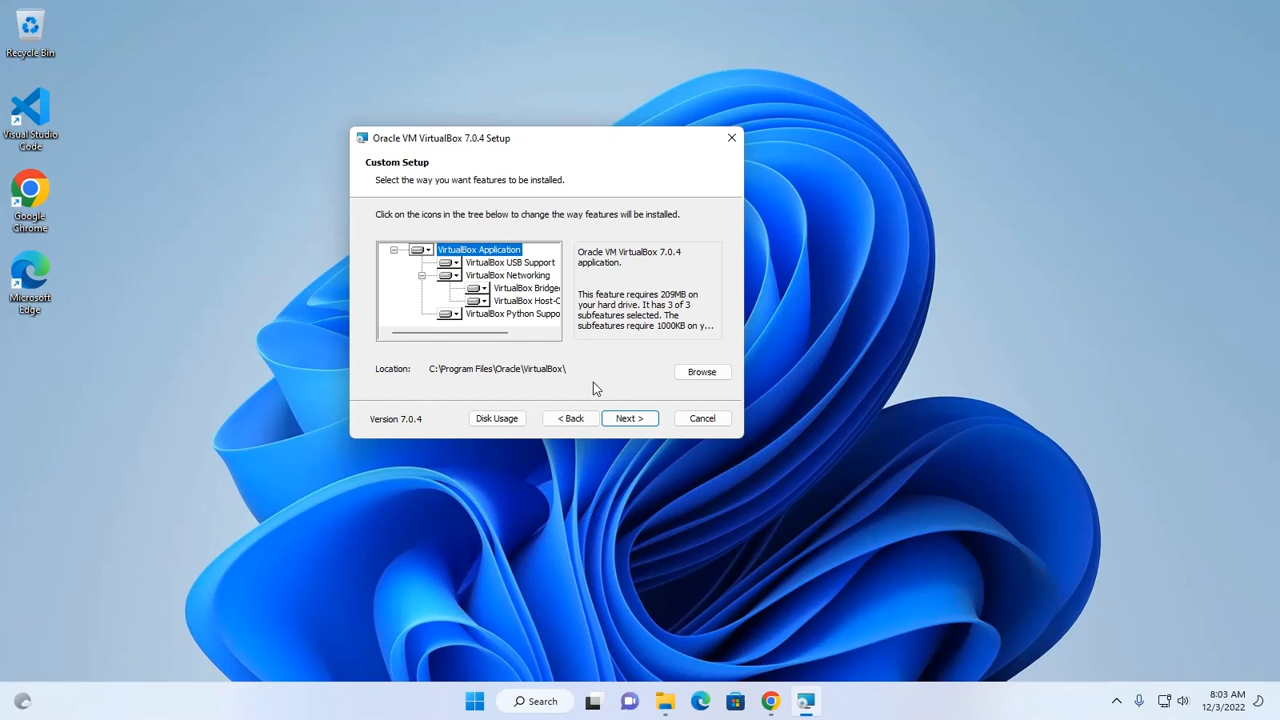 Recycle Bin
Visual Studio
Code
Google
Chrome
Microsoft
Edge
Oracle VM VirtualBox 7.0.4 Setup
Custom Setup
Select the way you want features to be installed.
Click on the icons in the tree below to change the way features will be installed.
VirtualBox Application
VirtualBox USB Support
VirtualBox Networking
VirtualBox Bridge
VirtualBox Host-O
VirtualBox Python Suppo
Oracle VM VirtualBox 7.0.4
application.
This feature requires 209MB on
your hard drive. It has 3 of 3
subfeatures selected. The
subfeatures require 1000KB on y...
Location: C:\Program Files\Oracle\VirtualBox\
Browse
Version 7.0.4
Disk Usage
< Back
Next >
Cancel
Search
8:03 AM
12/3/2022